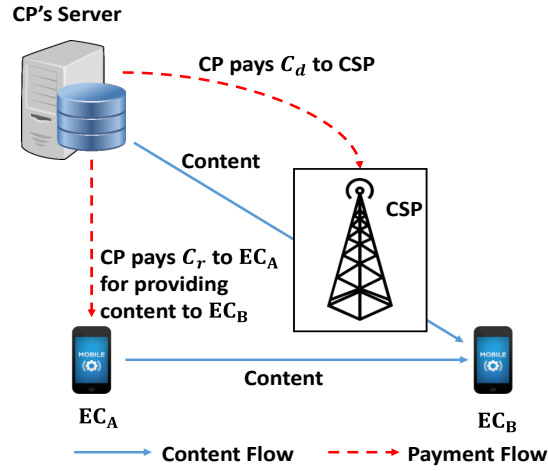 CP's Server
CP pays C_d to CSP
Content
CSP
CP pays C_r to EC_A
for providing
content to EC_B
MOBILE
MOBILE
Content
EC_A
EC_B
Content Flow
Payment Flow